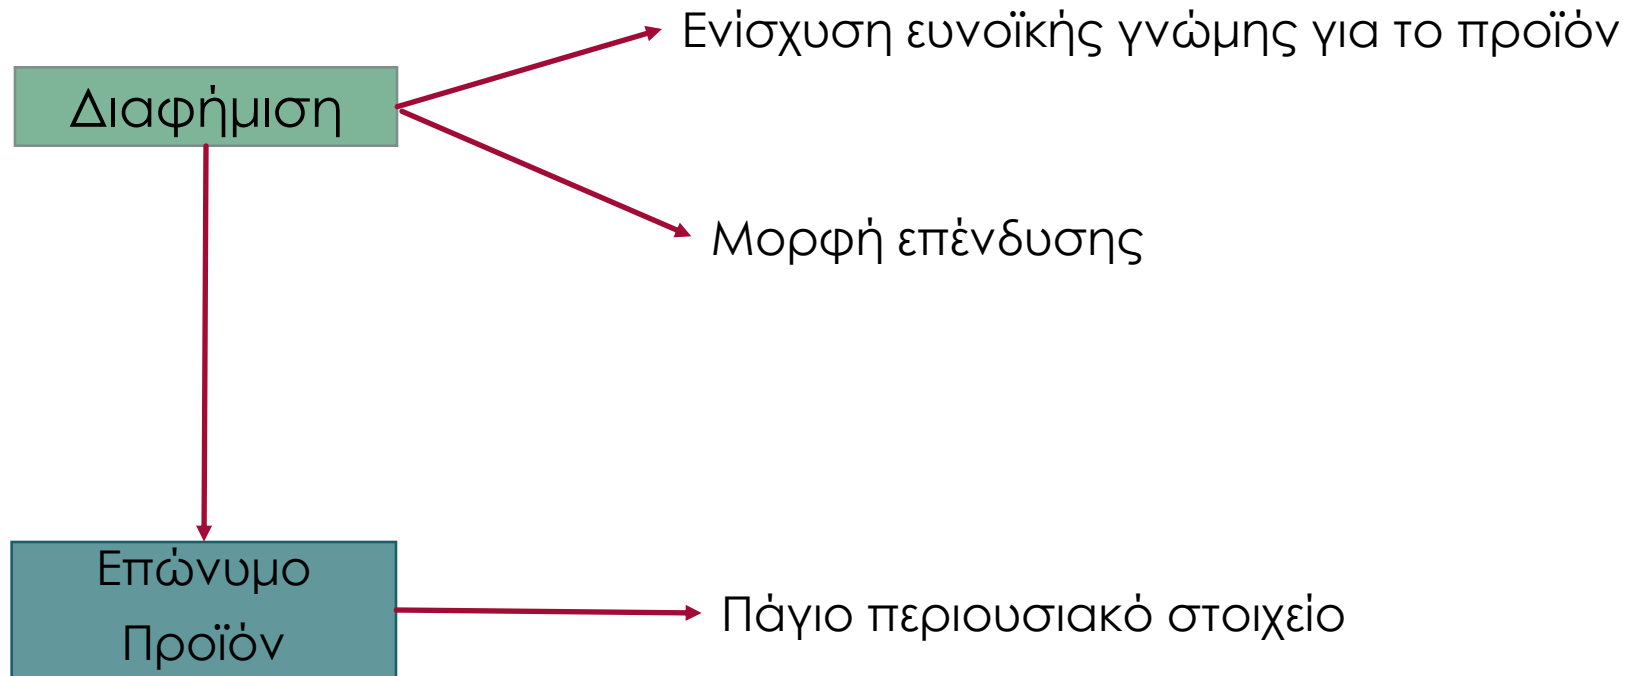 Ενίσχυση ευνοϊκής γνώμης για το προϊόν
Διαφήμιση
Μορφή επένδυσης
Επώνυμο
Προϊόν
Πάγιο περιουσιακό στοιχείο